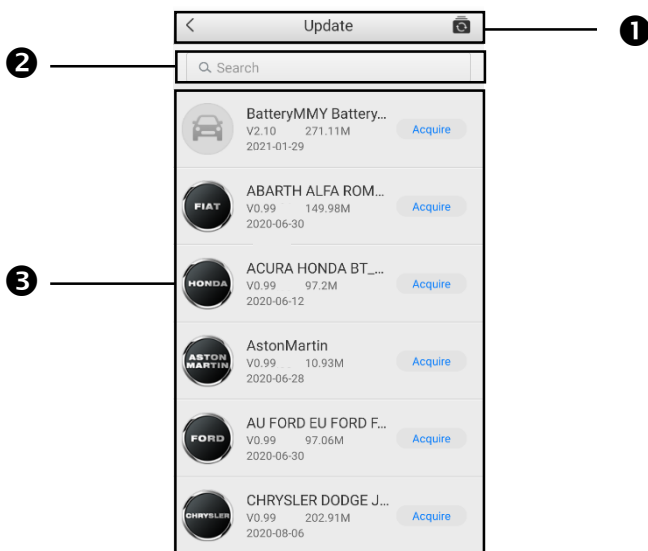 Update
❶
❷
Search
BatteryMMY Battery...
V2.10 271.11M
Acquire
2021-01-29
FIAT
ABARTH ALFA ROM...
V0.99 149.98M
Acquire
2020-06-30
❸
HONDA
ACURA HONDA BT_...
V0.99 97.2M
Acquire
2020-06-12
ASTON
MARTIN
AstonMartin
V0.99 10.93M
Acquire
2020-06-28
FORD
AU FORD EU FORD F...
V0.99 97.06M
Acquire
2020-06-30
CHRYSLER
CHRYSLER DODGE J...
V0.99 202.91M
Acquire
2020-08-06